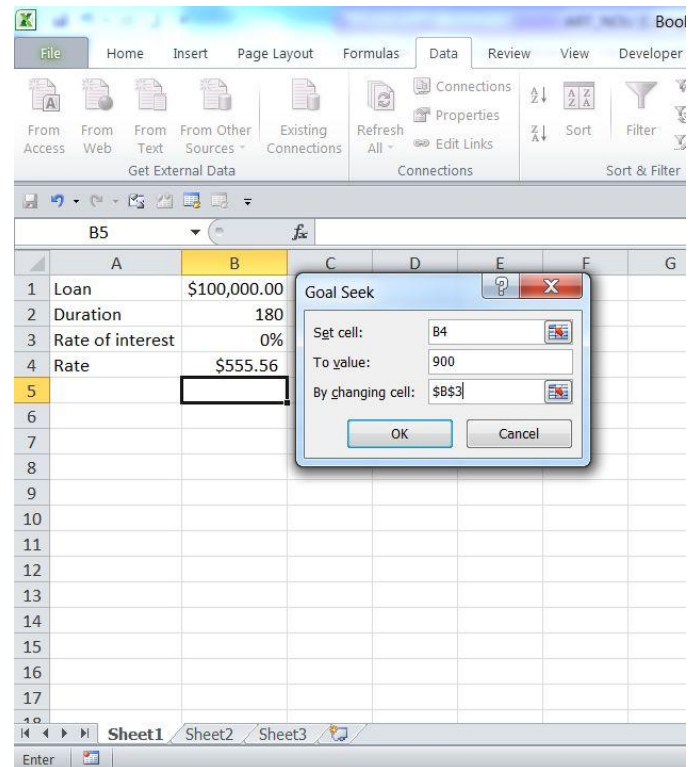 Book
File Home Insert Page Layout Formulas Data Review View Developer
From Access From Web From Text From Other Sources Existing Connections Refresh All Connections Properties Edit Links Sort Filter
Get External Data Connections Sort & Filter
B5 fx
A B C D E F G
1 Loan $100,000.00
2 Duration 180
3 Rate of interest 0%
4 Rate $555.56
5
6
7
8
9
10
11
12
13
14
15
16
17
Goal Seek
Set cell: B4
To value: 900
By changing cell: $B$3
OK Cancel
Sheet1 Sheet2 Sheet3
Enter